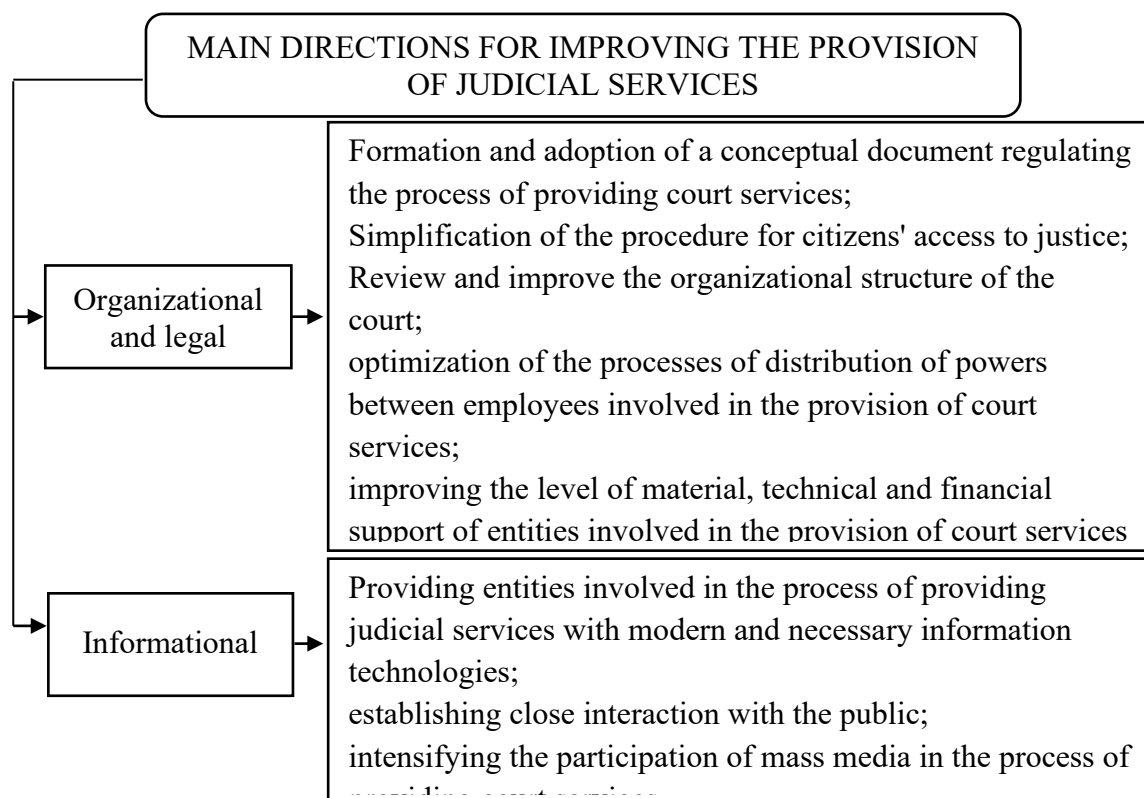 MAIN DIRECTIONS FOR IMPROVING THE PROVISION
OF JUDICIAL SERVICES
Organizational
and legal
Formation and adoption of a conceptual document regulating
the process of providing court services;
Simplification of the procedure for citizens' access to justice;
Review and improve the organizational structure of the
court;
optimization of the processes of distribution of powers
between employees involved in the provision of court
services;
improving the level of material, technical and financial
support of entities involved in the provision of court services
Informational
Providing entities involved in the process of providing
judicial services with modern and necessary information
technologies;
establishing close interaction with the public;
intensifying the participation of mass media in the process of
providing court services